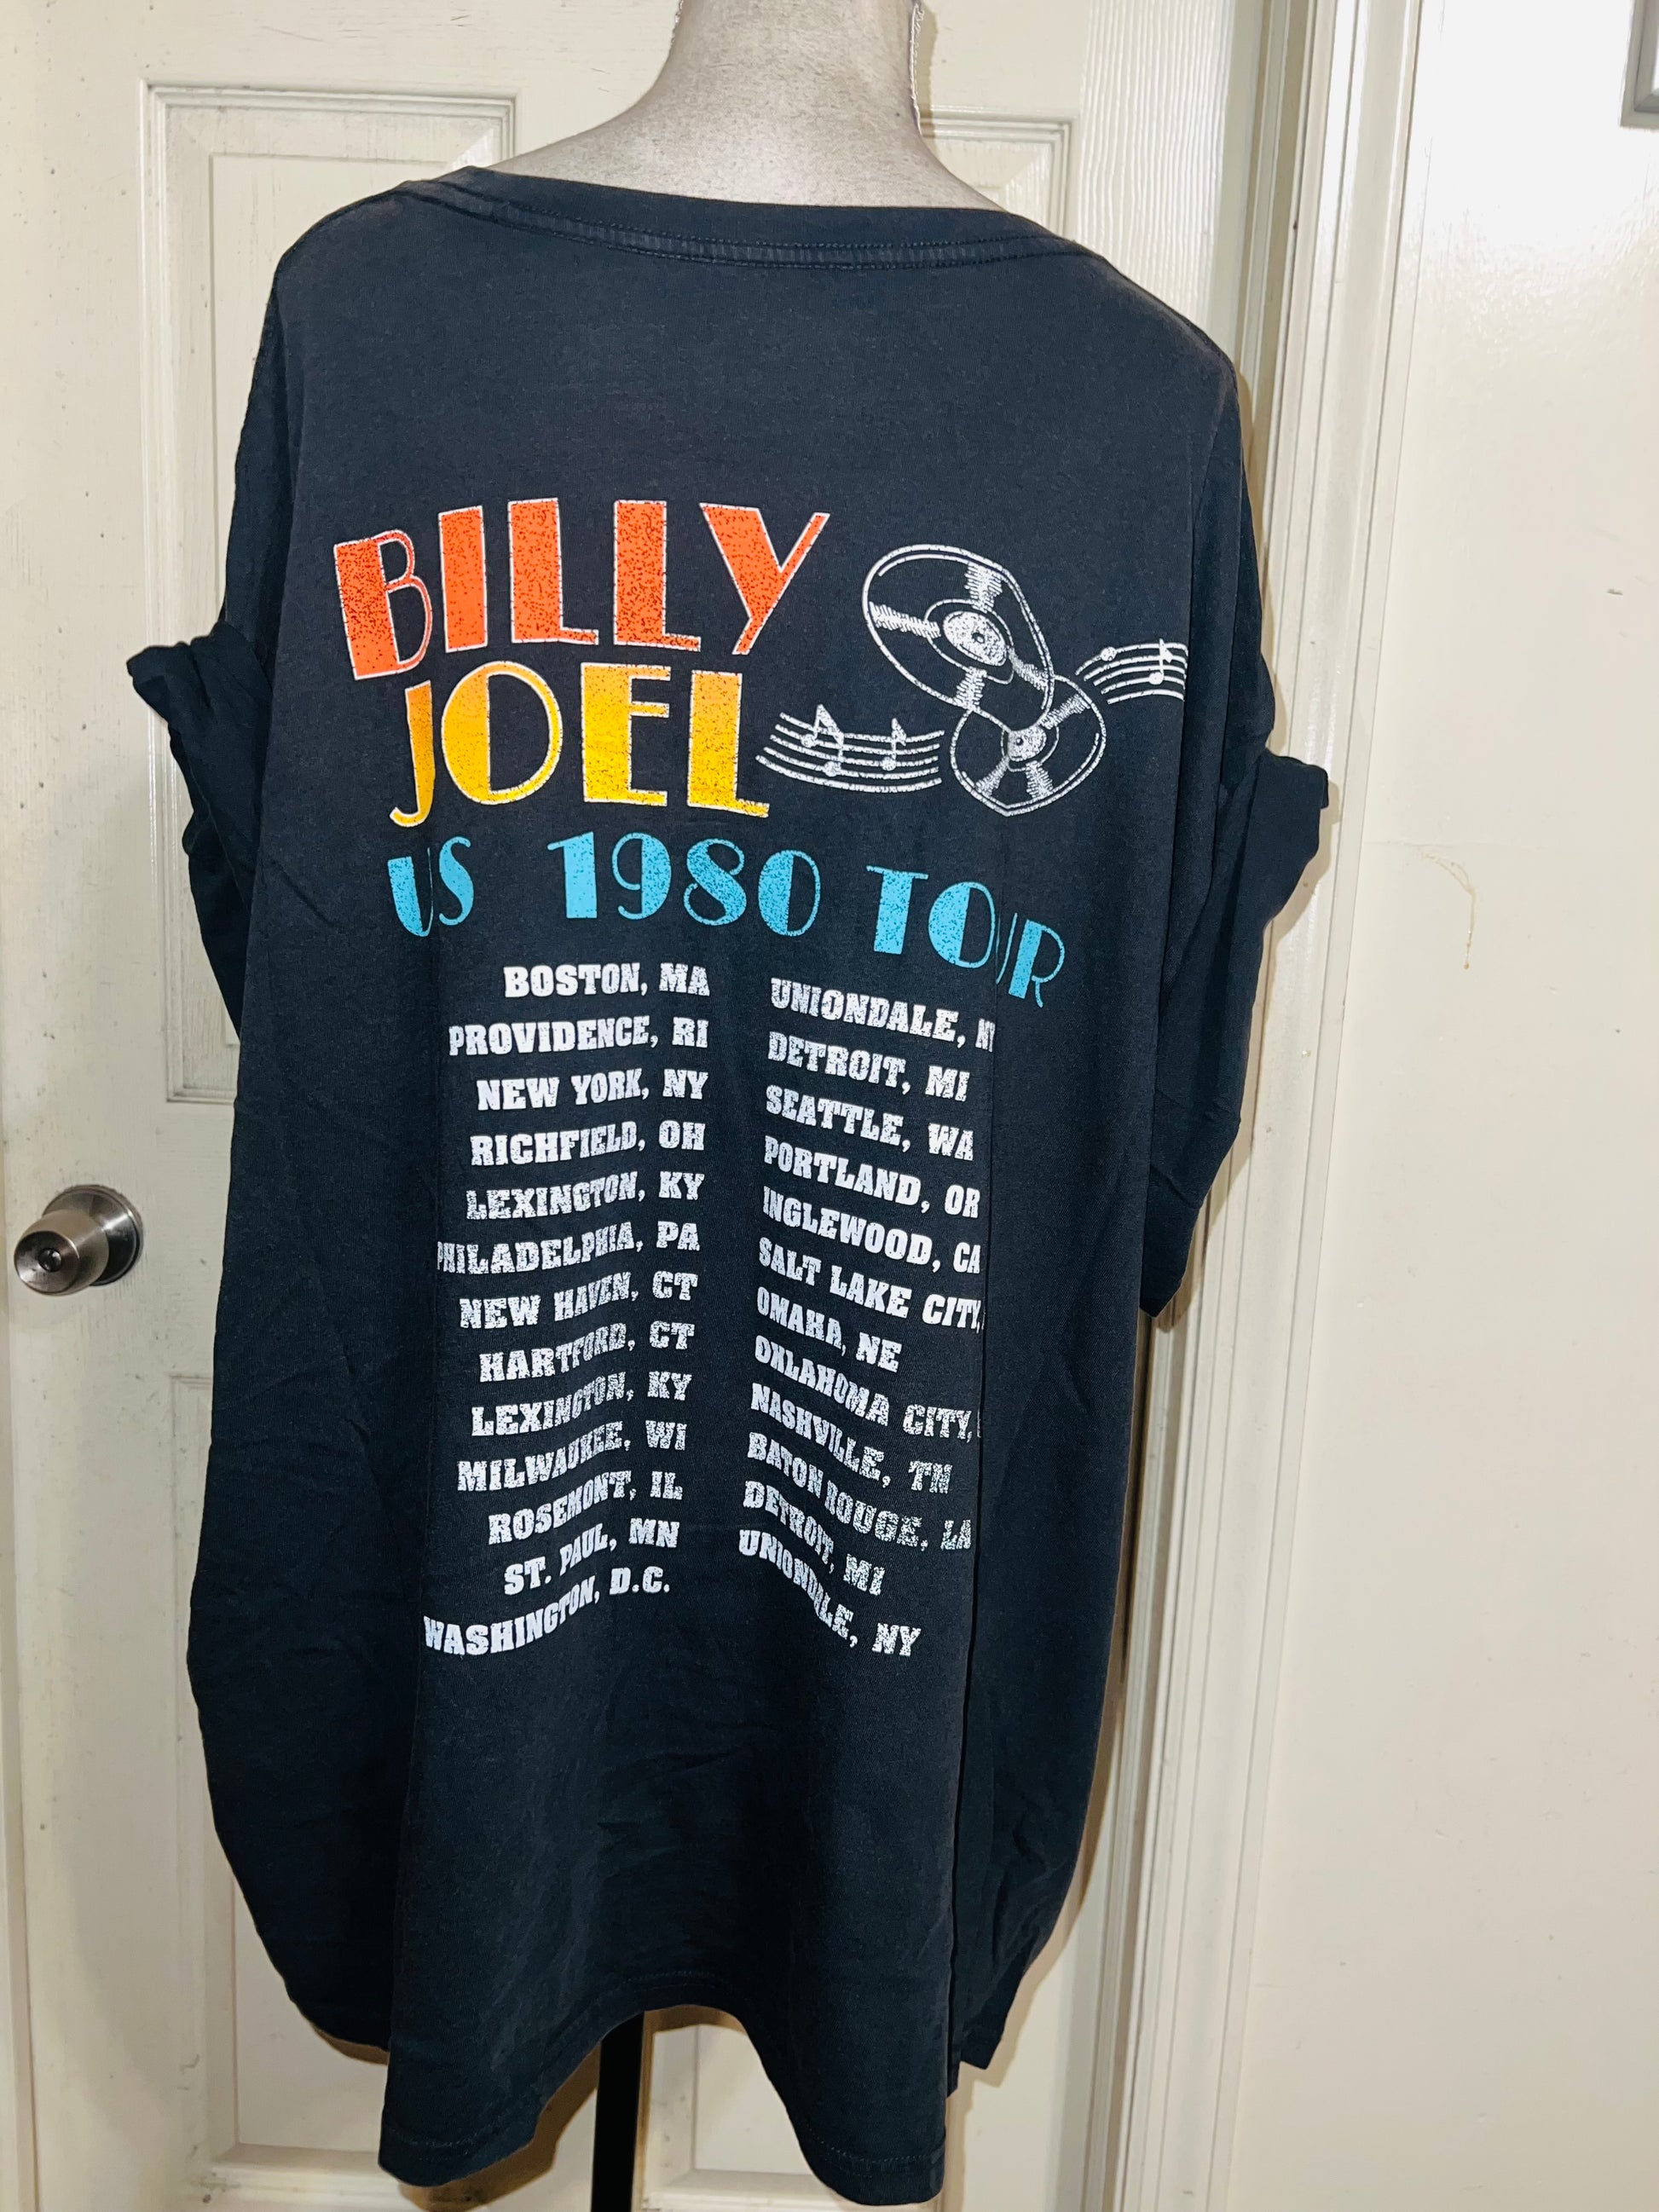 BILLY
JOEL
US 1980 TOUR
BOSTON, MA
PROVIDENCE, RI
NEW YORK, NY
RICHFIELD, OH
LEXINGTON, KY
PHILADELPHIA, PA
NEW HAVEN, CT
HARTFORD, CT
LEXINGTON, KY
MILWAUKEE, WI
ROSEMONT, IL
ST. PAUL, MN
WASHINGTON, D.C.
UNIONDALE, NY
DETROIT, MI
SEATTLE, WA
PORTLAND, OR
INGLEWOOD, CA
SALT LAKE CITY,
OMAHA, NE
OKLAHOMA CITY,
NASHVILLE, TN
BATON ROUGE, LA
DETROIT, MI
UNIONDALE, NY